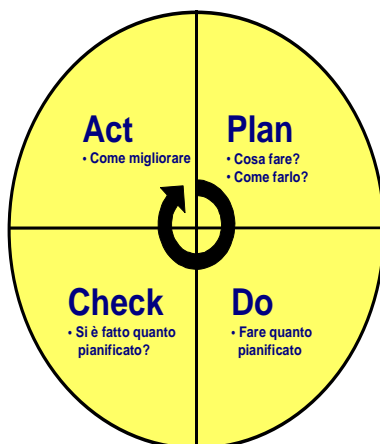 Act
• Come migliorare
Plan
• Cosa fare?
• Come farlo?
Check
• Si è fatto quanto
pianificato?
Do
• Fare quanto
pianificato